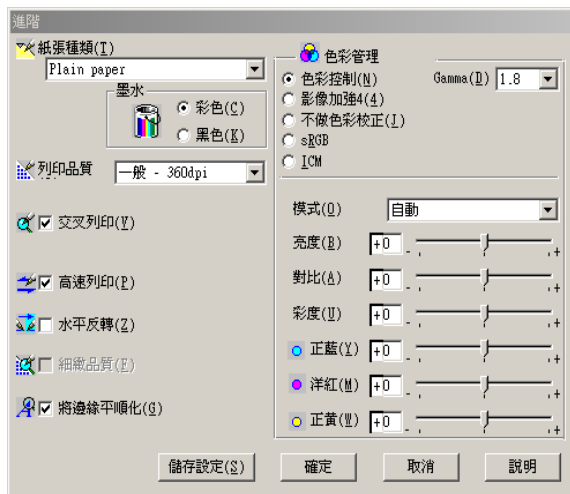 進階
紙張種類(T)
Plain paper
墨水
彩色(C)
黑色(K)
列印品質
一般 - 360dpi
交叉列印(Y)
高速列印(P)
水平反轉(Z)
細緻品質(E)
將邊緣平順化(G)
色彩管理
色彩控制(N)
Gamma(D) 1.8
影像加強4(4)
不做色彩校正(I)
sRGB
ICM
模式(O) 自動
亮度(B) +0 - +
對比(A) +0 - +
彩度(U) +0 - +
正藍(Y) +0 - +
洋紅(M) +0 - +
正黃(W) +0 - +
儲存設定(S) 確定 取消 說明